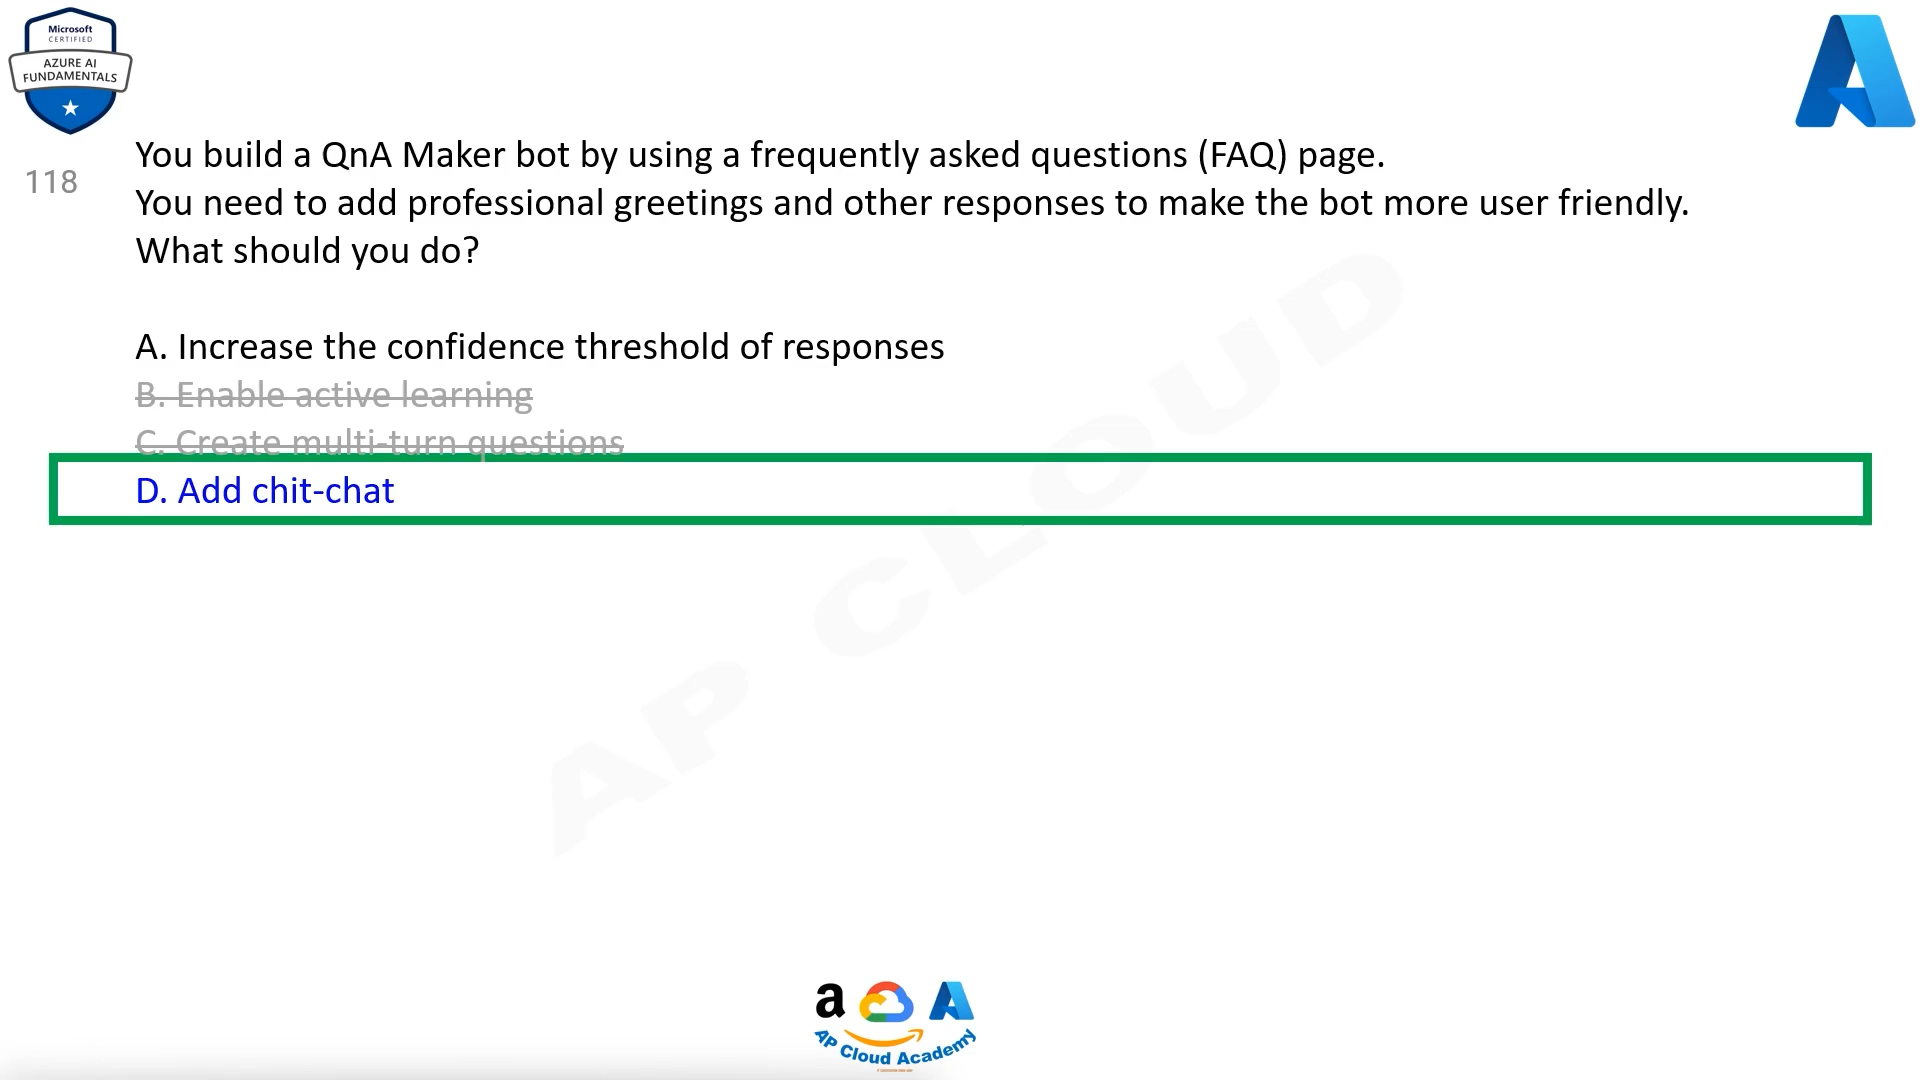 Microsoft
CERTIFIED
AZURE AI
FUNDAMENTALS
118
You build a QnA Maker bot by using a frequently asked questions (FAQ) page.
You need to add professional greetings and other responses to make the bot more user friendly.
What should you do?
A. Increase the confidence threshold of responses
B. Enable active learning
C. Create multi-turn questions
D. Add chit-chat
AP CLOUD
a
AP Cloud Academy